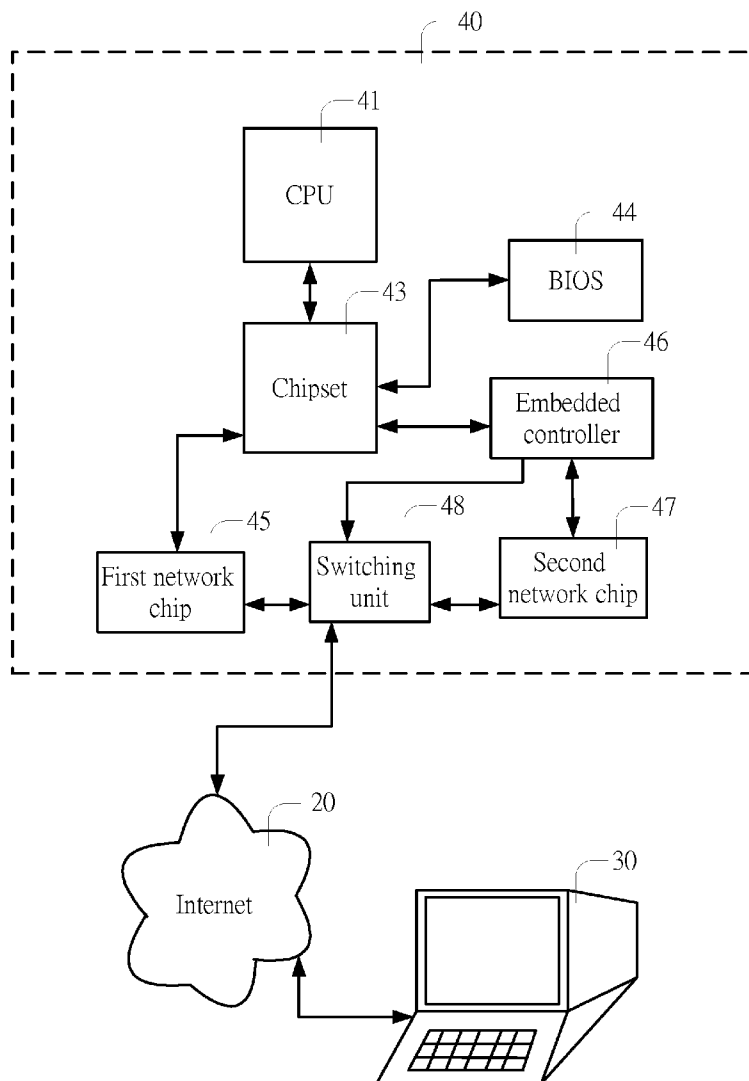 40
41
CPU
44
BIOS
43
Chipset
46
Embedded
controller
45
First network
chip
48
Switching
unit
47
Second
network chip
20
Internet
30